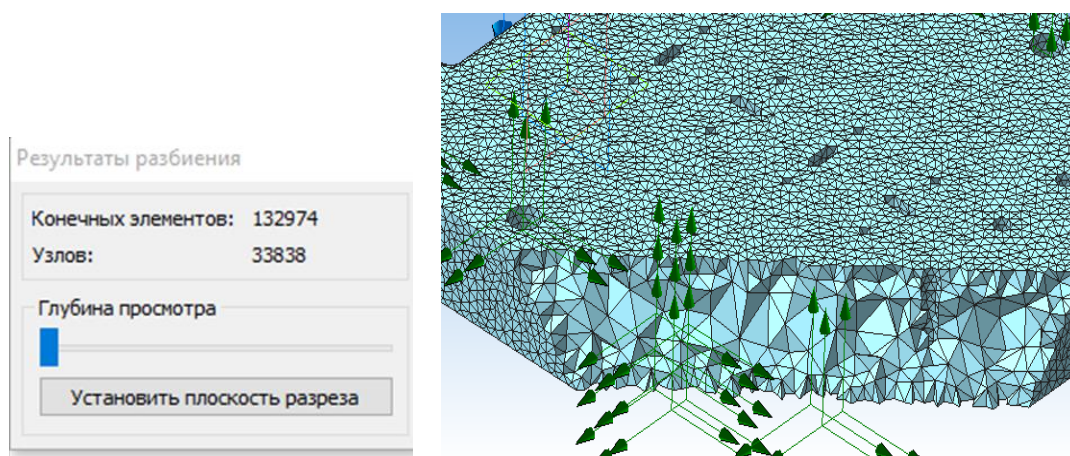 Результаты разбиения
Конечных элементов: 132974
Узлов: 33838
Глубина просмотра
Установить плоскость разреза